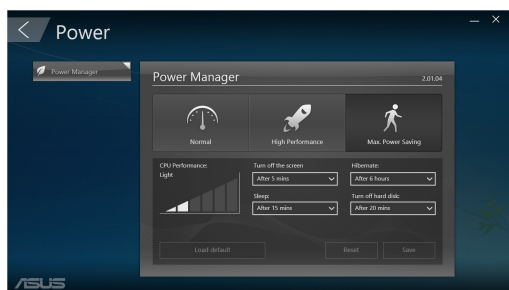 Power
Power Manager
Power Manager
2.01.04
Normal
High Performance
Max. Power Saving
CPU Performance:
Light
Turn off the screen
After 5 mins
Hibernate:
After 6 hours
Sleep:
After 15 mins
Turn off hard disk:
After 20 mins
Load default
Reset
Save
ASUS